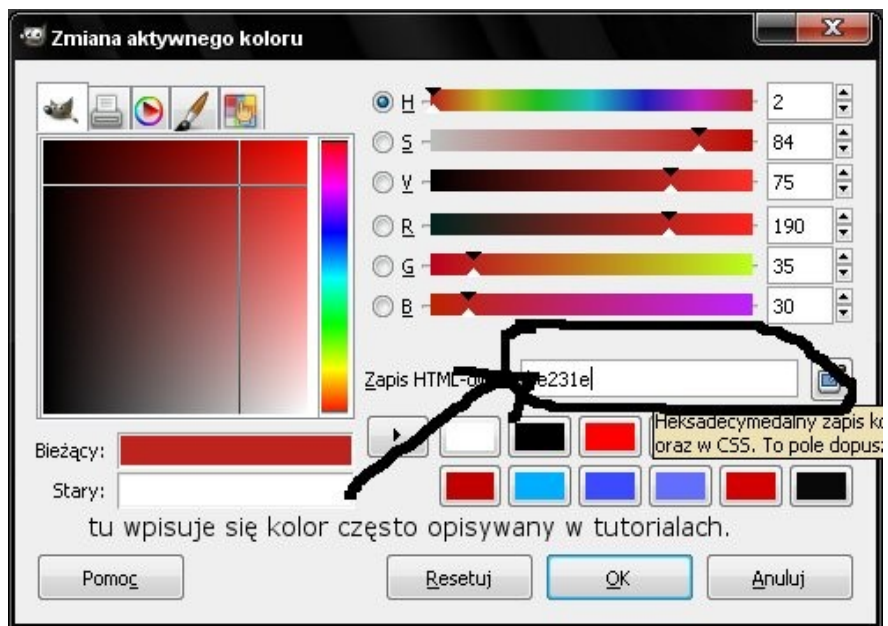 Zmiana aktywnego koloru
H 2
S 84
V 75
R 190
G 35
B 30
Zapis HTML- e231e
Heksadecymedalny zapis
oraz w CSS. To pole
Bieżący:
Stary:
tu wpisuje się kolor często opisywany w tutorialach.
Pomoc
Resetuj
OK
Anuluj